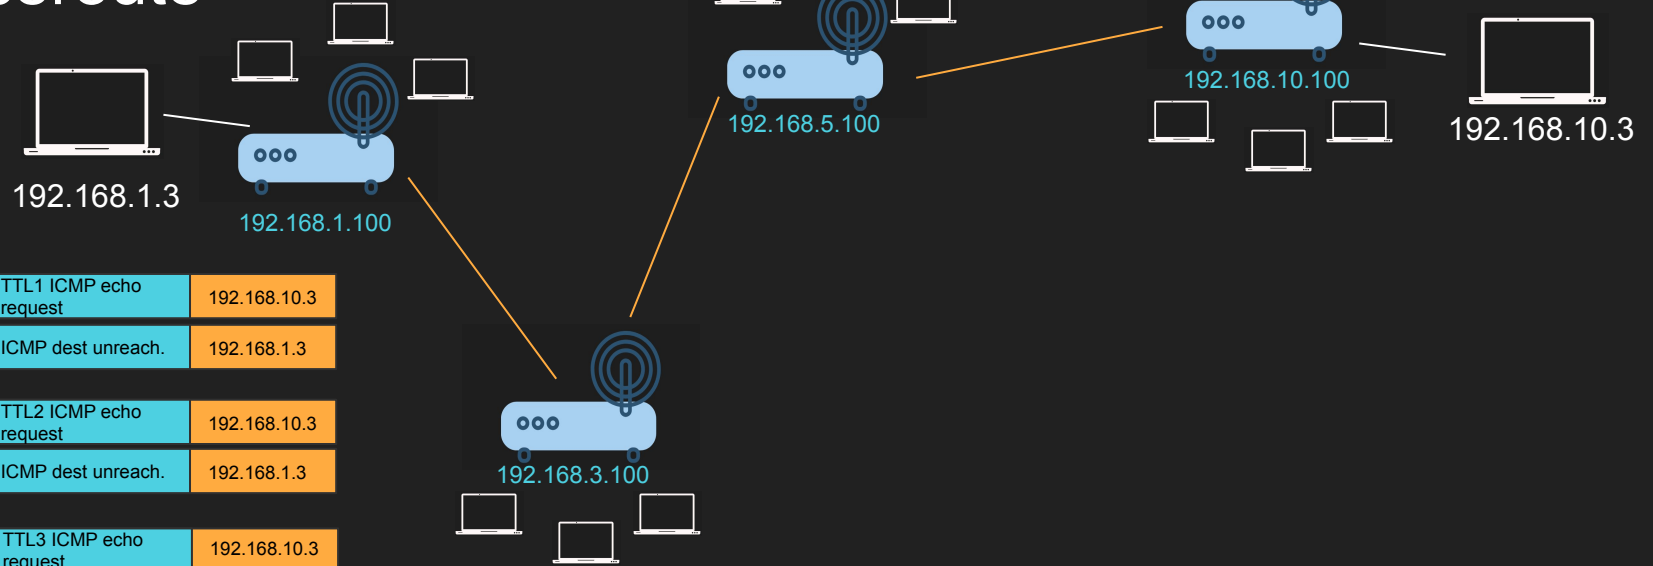 192.168.1.3
192.168.1.100
192.168.5.100
192.168.10.100
192.168.10.3
192.168.3.100
TTL1 ICMP echo
request
192.168.10.3
ICMP dest unreach.
192.168.1.3
TTL2 ICMP echo
request
192.168.10.3
ICMP dest unreach.
192.168.1.3
TTL3 ICMP echo
request
192.168.10.3